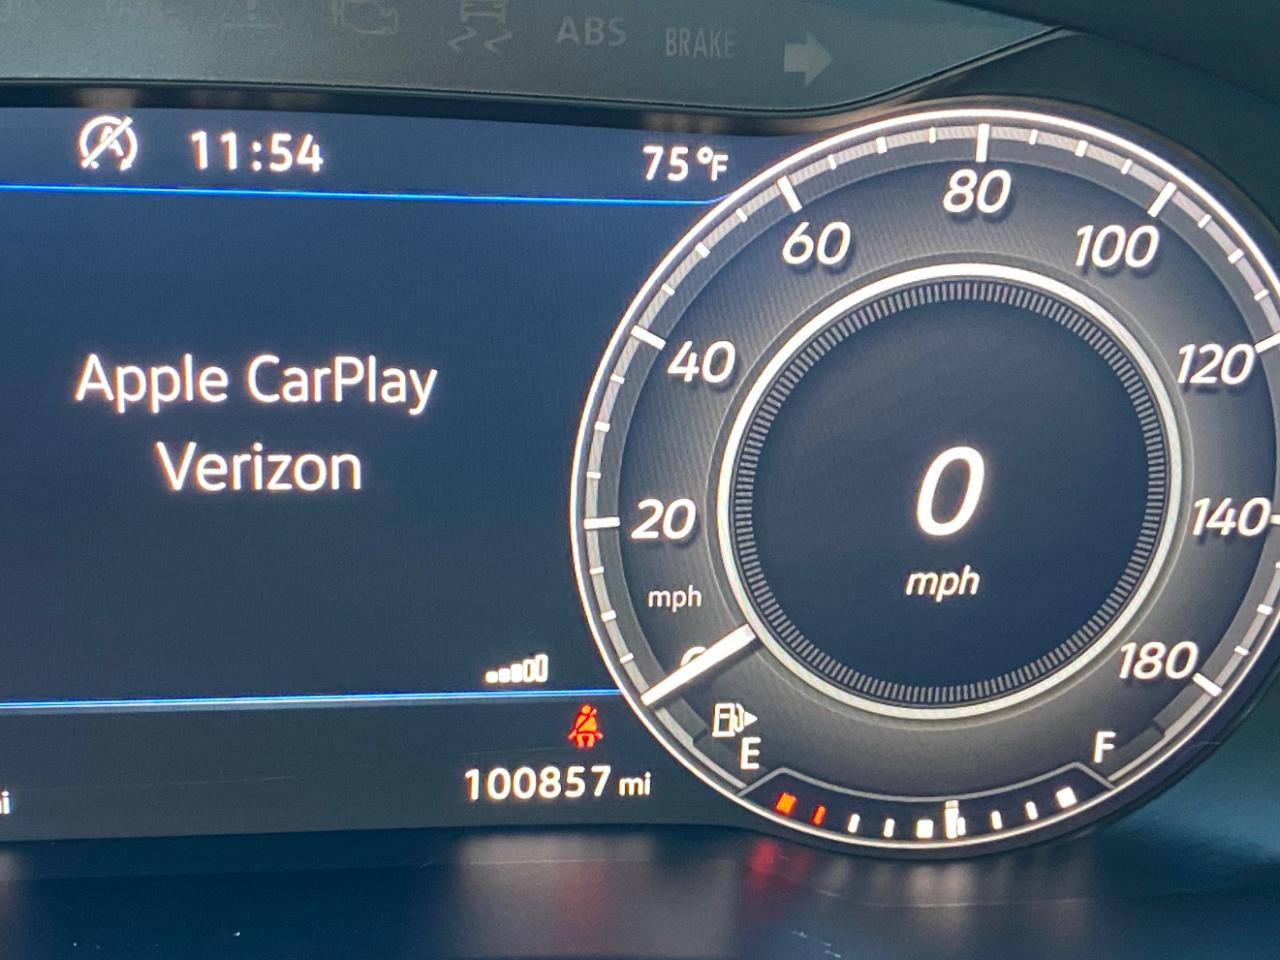 ABS BRAKE
11:54 75°F
Apple CarPlay
Verizon
100857 mi
mi
0
mph
20
40
60
80
100
120
140
180
mph
E F